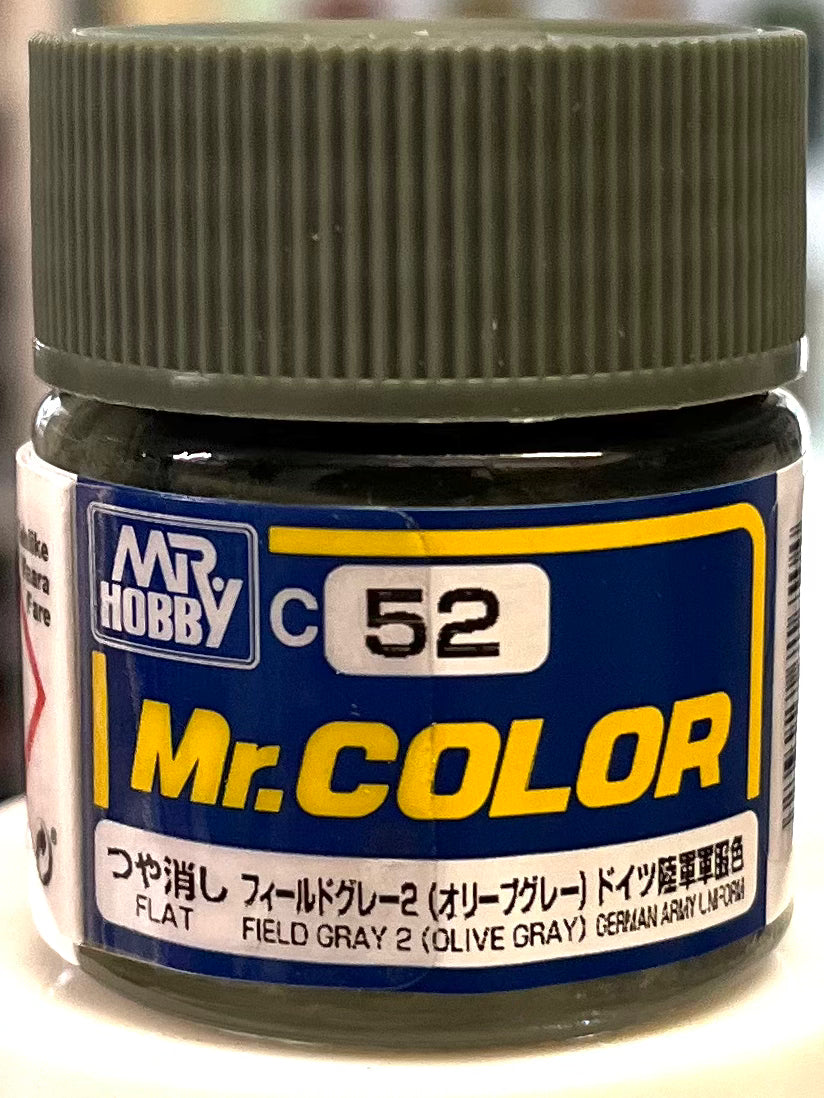 MR.
HOBBY
C 52
Mr.COLOR
つや消し フィールドグレー2 (オリーブグレー) ドイツ陸軍軍服色
FLAT FIELD GRAY 2 (OLIVE GRAY) GERMAN ARMY UNIFORM